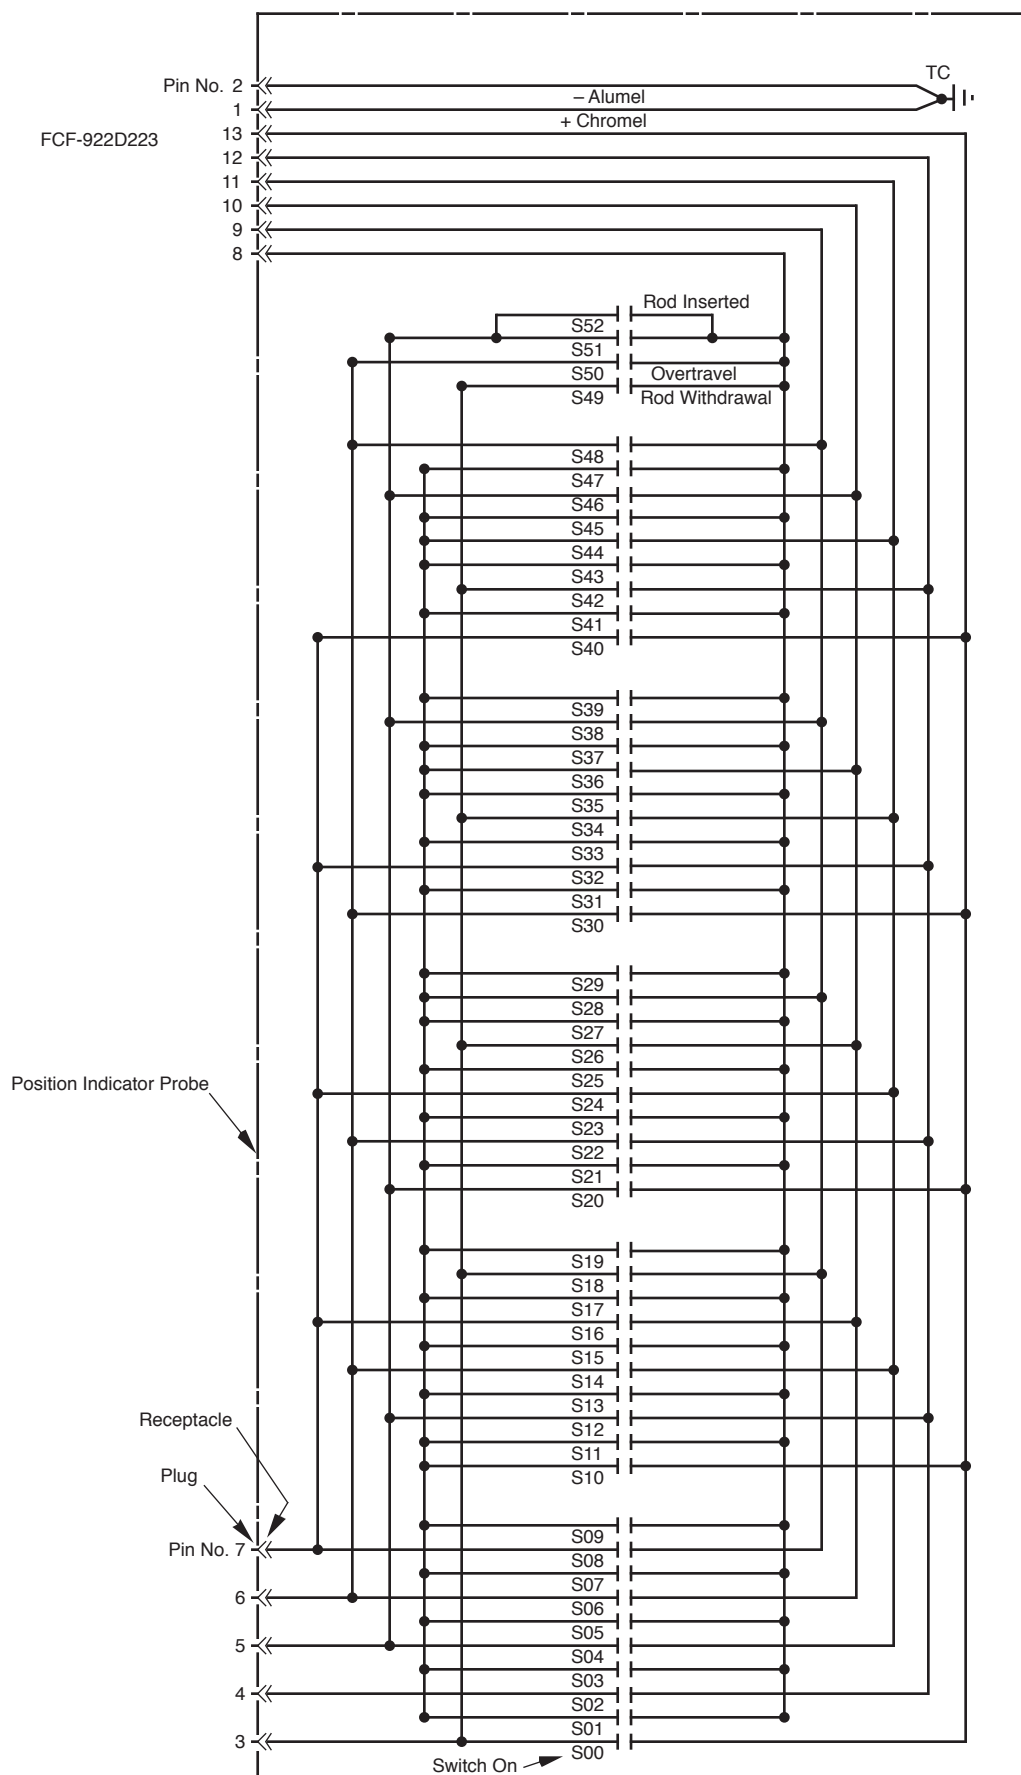 Pin No. 2
TC
– Alumel
1
+ Chromel
13
FCF-922D223
12
11
10
9
8
Rod Inserted
S52
S51
S50
Overtravel
S49
Rod Withdrawal
S48
S47
S46
S45
S44
S43
S42
S41
S40
S39
S38
S37
S36
S35
S34
S33
S32
S31
S30
S29
S28
S27
S26
S25
Position Indicator Probe
S24
S23
S22
S21
S20
S19
S18
S17
S16
S15
S14
S13
Receptacle
S12
S11
S10
Plug
S09
Pin No. 7
S08
S07
6
S06
S05
5
S04
S03
4
S02
S01
3
S00
Switch On